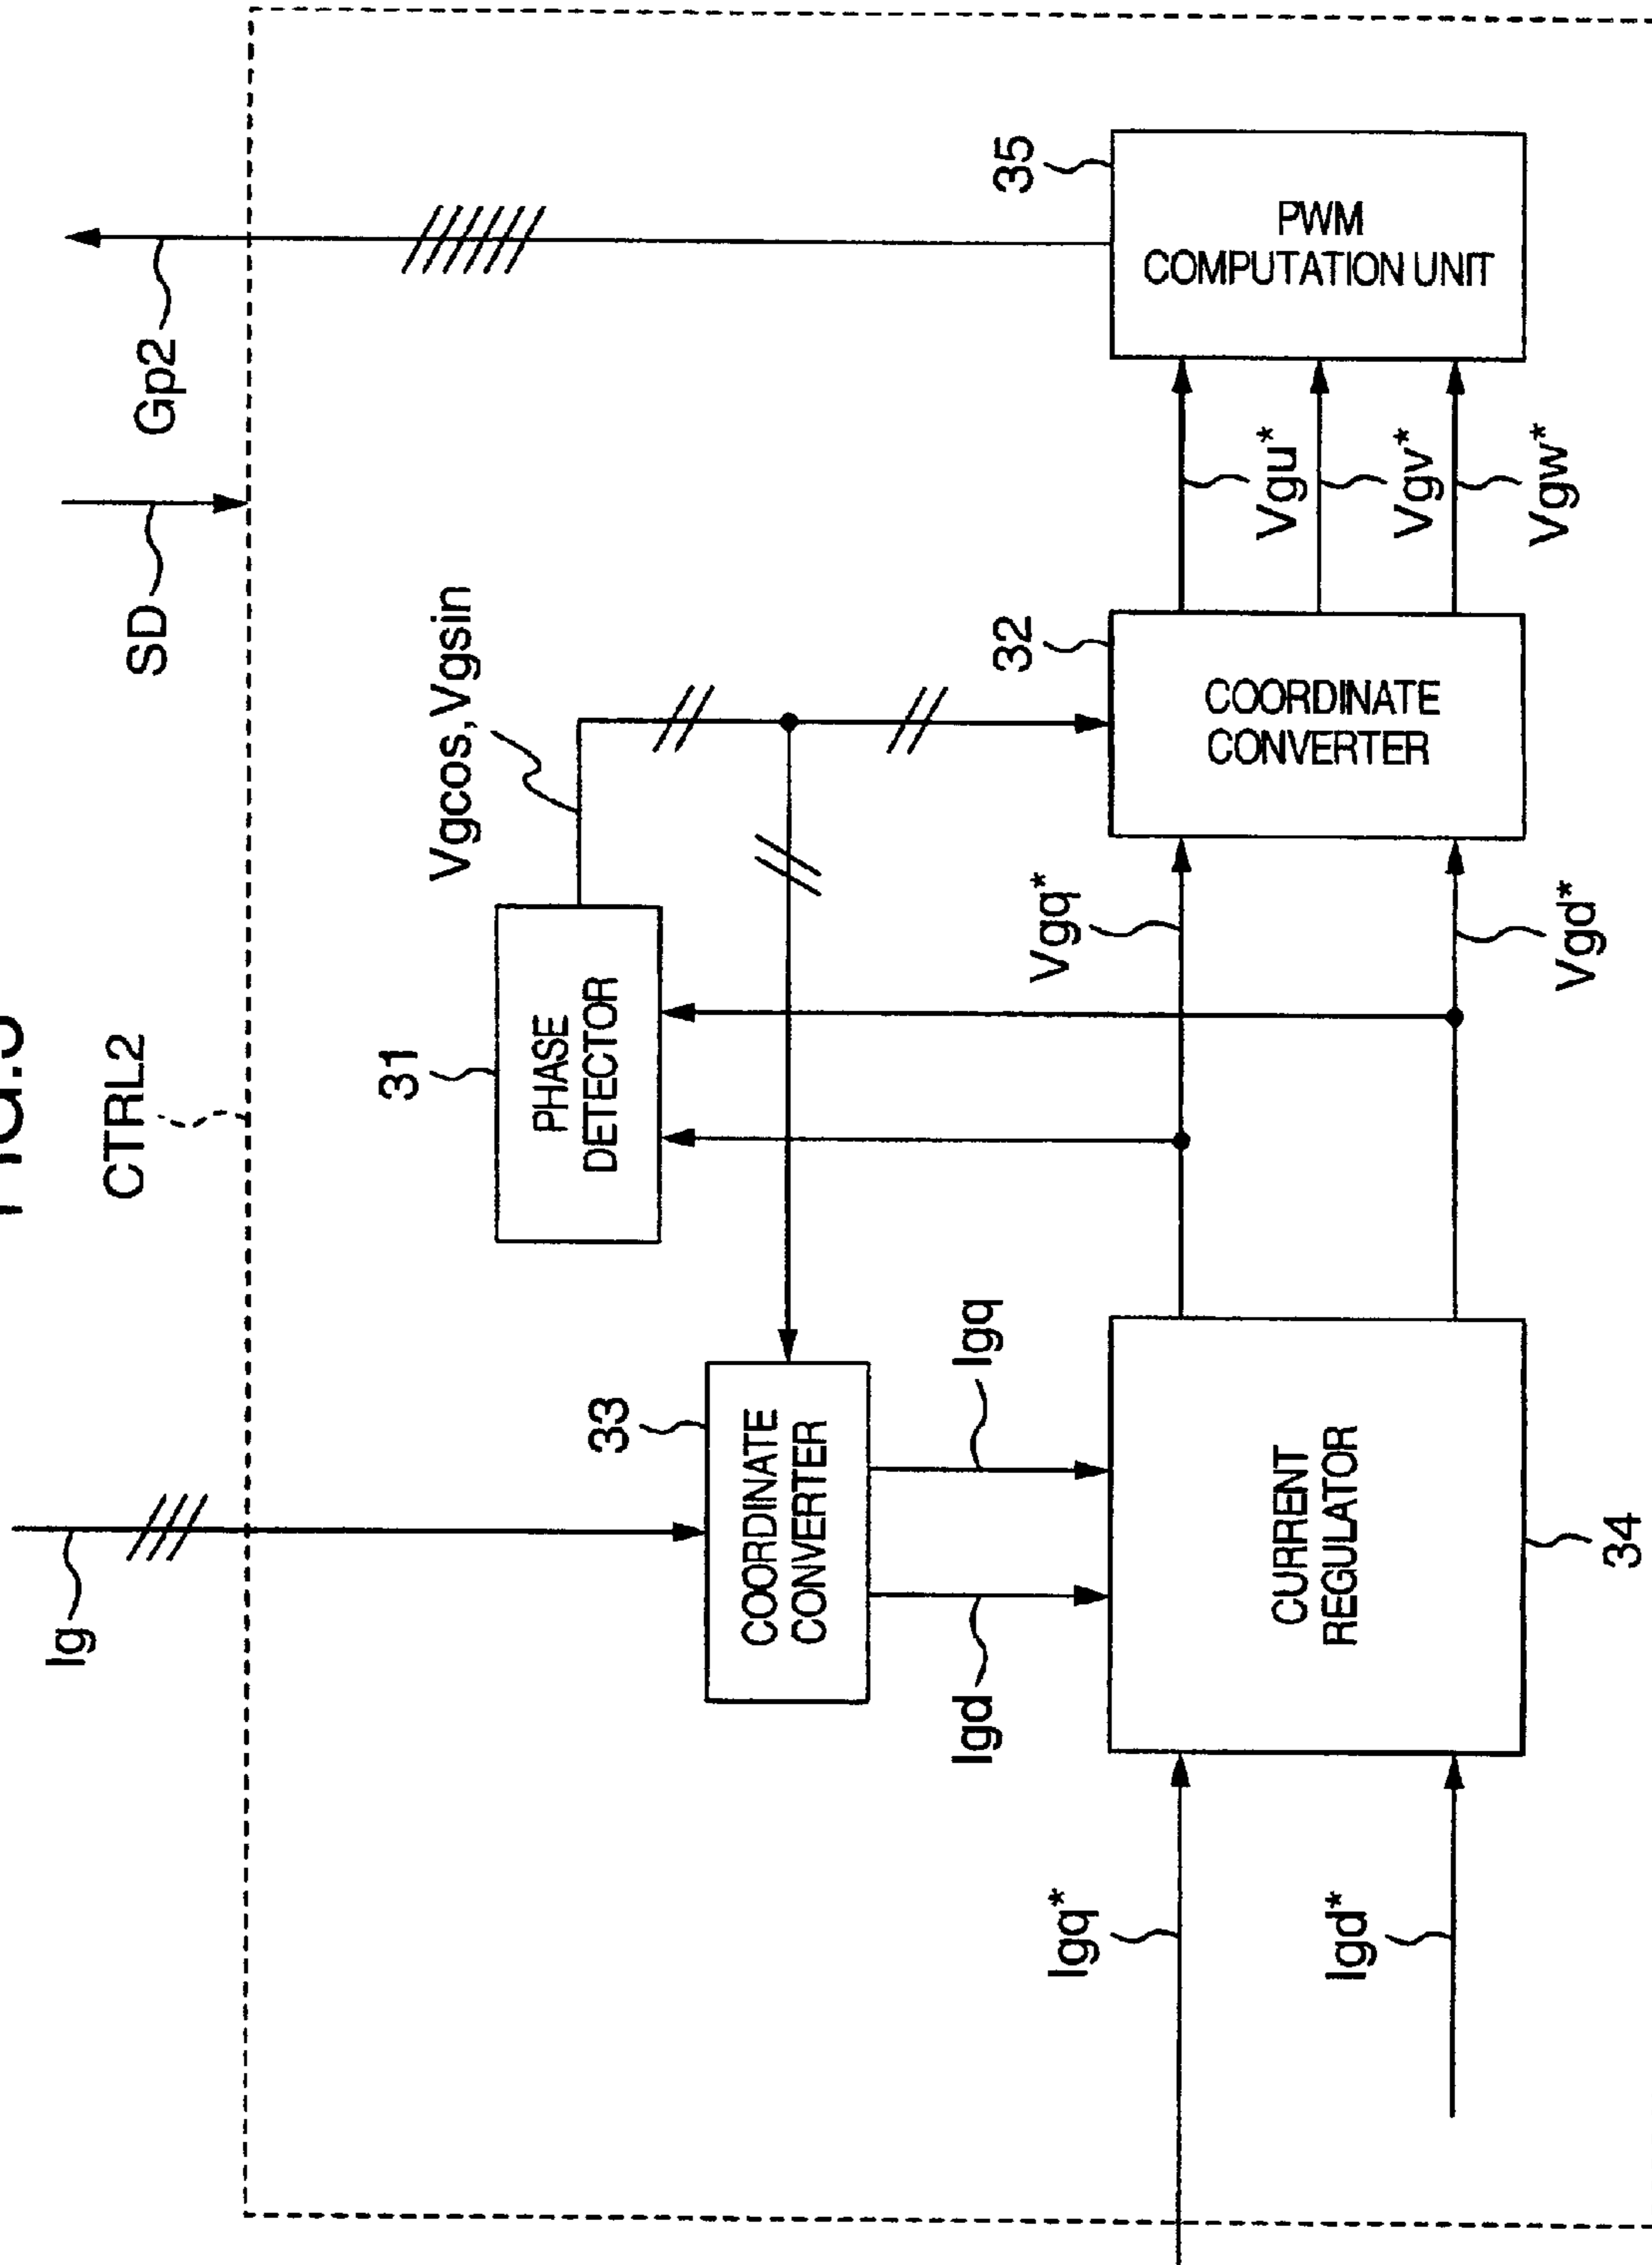 CTRL2
Ig
SD
Gp2
31
PHASE
DETECTOR
Vgcos,Vgsin
33
COORDINATE
CONVERTER
Igd
Igq
Igq*
Igd*
CURRENT
REGULATOR
34
Vgq*
Vgd*
32
COORDINATE
CONVERTER
Vgu*
Vgv*
Vgw*
35
PWM
COMPUTATION UNIT